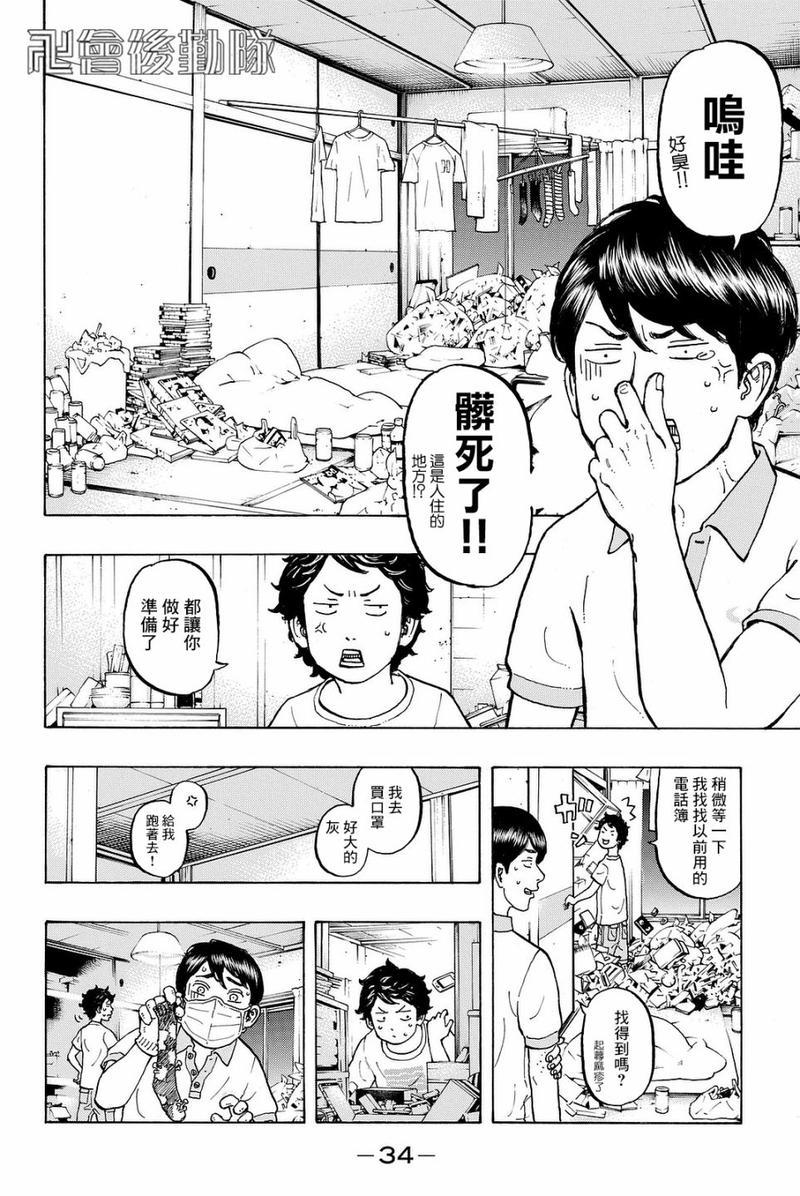 卍會後勤隊
嗚哇
好臭!!
髒死了!!
這是人住的
地方!?
都讓你
做好
準備了
稍微等一下
我找找以前用的
電話簿
ガガ
找得到嗎?
起蕁麻疹了
我去
買口罩
好大的
灰
給我
跑著去!
-34-